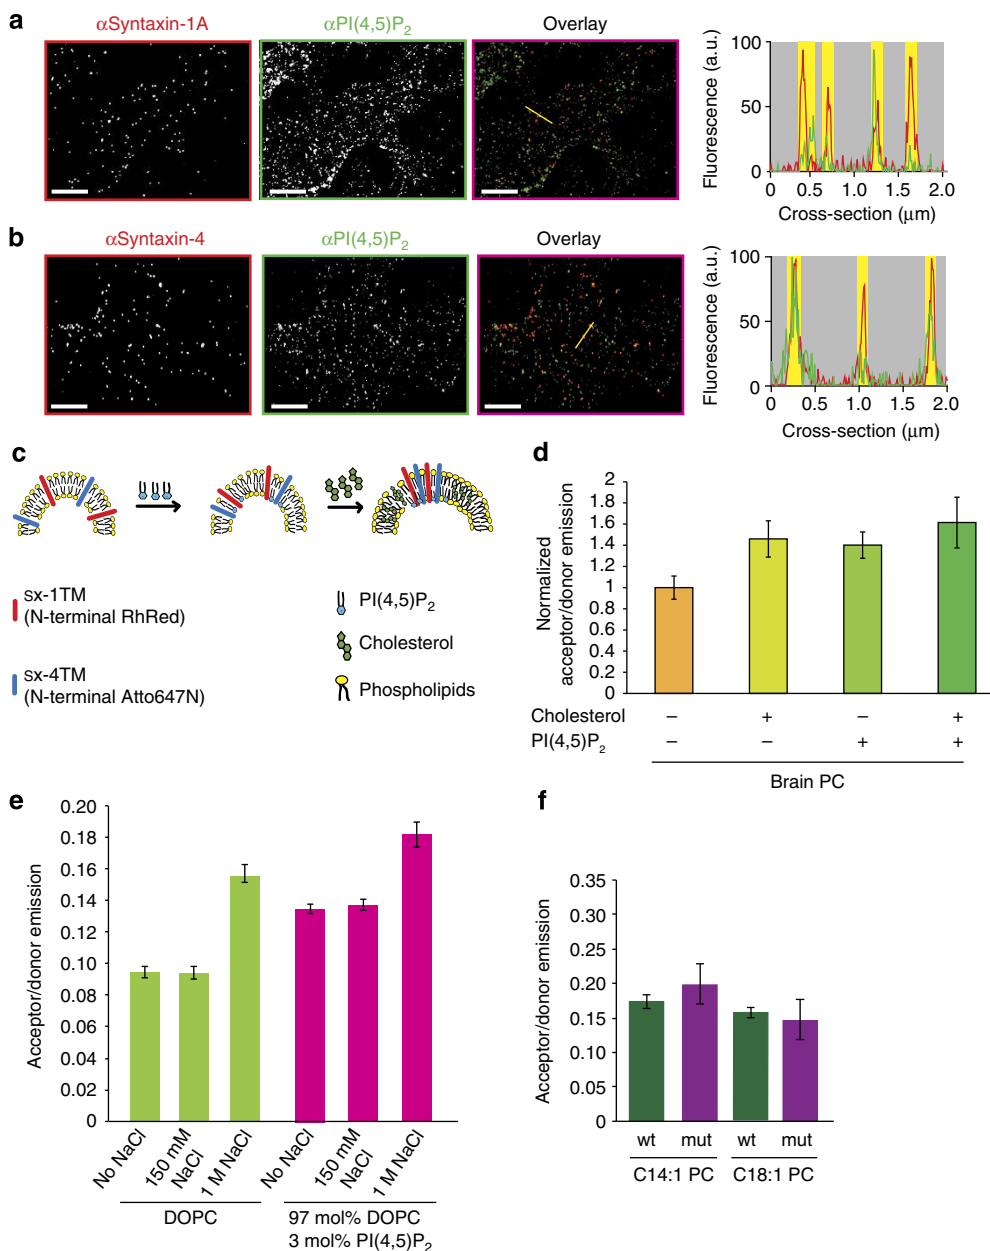 a
αSyntaxin-1A
αPI(4,5)P2
Overlay
Fluorescence (a.u.)
100
50
0
0 0.5 1.0 1.5 2.0
Cross-section (μm)
b
αSyntaxin-4
αPI(4,5)P2
Overlay
Fluorescence (a.u.)
100
50
0
0 0.5 1.0 1.5 2.0
Cross-section (μm)
c
sx-1TM
(N-terminal RhRed)
sx-4TM
(N-terminal Atto647N)
PI(4,5)P2
Cholesterol
Phospholipids
d
Normalized
acceptor/donor emission
2
1.8
1.6
1.4
1.2
1
0.8
0.6
0.4
0.2
0
Cholesterol − + − +
PI(4,5)P2 − − + +
Brain PC
e
Acceptor/donor emission
0.20
0.18
0.16
0.14
0.12
0.10
0.08
0.06
0.04
0.02
0
No NaCl
150 mM
NaCl
1 M NaCl
No NaCl
150 mM
NaCl
1 M NaCl
DOPC
97 mol% DOPC
3 mol% PI(4,5)P2
f
Acceptor/donor emission
0.35
0.30
0.25
0.20
0.15
0.10
0.05
0
wt mut wt mut
C14:1 PC C18:1 PC